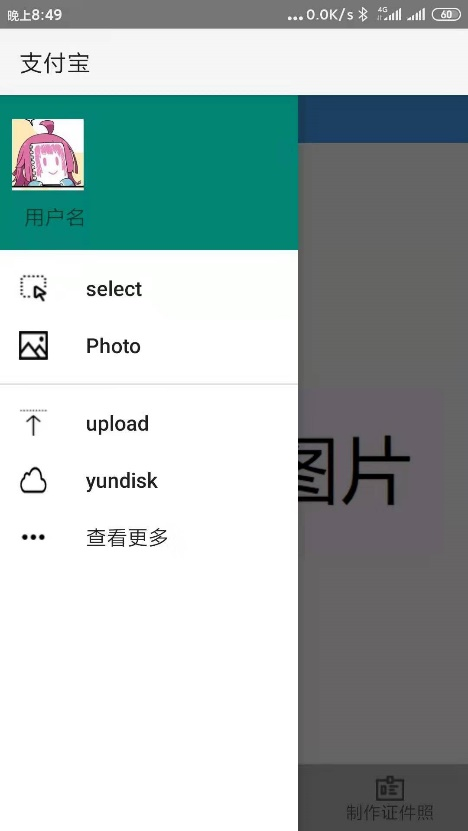 晚上8:49
...0.0K/s 4G 60
支付宝
用户名
select
Photo
upload
yundisk
查看更多
图片
制作证件照